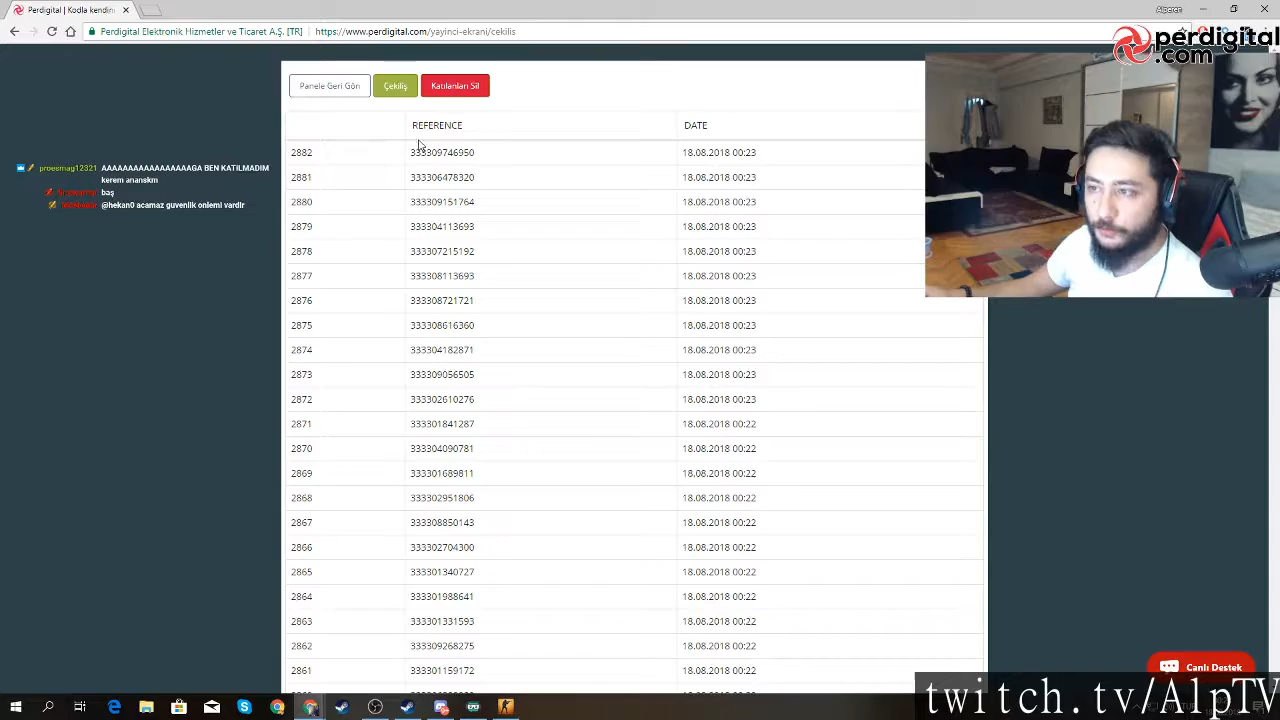 Perdigital | Kodla kendin
Alperen
Perdigital Elektronik Hizmetler ve Ticaret A.Ş. [TR]
https://www.perdigital.com/yayinci-ekrani/cekilis
perdigital
.com
Panele Geri Gön
Çekiliş
Katılanları Sil
REFERENCE DATE
2882 333309746950 18.08.2018 00:23
2881 333306478320 18.08.2018 00:23
2880 333309151764 18.08.2018 00:23
2879 333304113693 18.08.2018 00:23
2878 333307215192 18.08.2018 00:23
2877 333308113693 18.08.2018 00:23
2876 333308721721 18.08.2018 00:23
2875 333308616360 18.08.2018 00:23
2874 333304182871 18.08.2018 00:23
2873 333309056505 18.08.2018 00:23
2872 333302610276 18.08.2018 00:23
2871 333301841287 18.08.2018 00:22
2870 333304090781 18.08.2018 00:22
2869 333301689811 18.08.2018 00:22
2868 333302951806 18.08.2018 00:22
2867 333308850143 18.08.2018 00:22
2866 333302704300 18.08.2018 00:22
2865 333301340727 18.08.2018 00:22
2864 333301988641 18.08.2018 00:22
2863 333301331593 18.08.2018 00:22
2862 333309268275 18.08.2018 00:22
2861 333301159172 18.08.2018 00:22
proesmag12321 AAAAAAAAAAAAAAAAAGA BEN KATILMADIM
kerem ananskm
baş
@hekan0 acamaz guvenlik onlemi vardir
Canlı Destek
twitch.tv/AlpTV